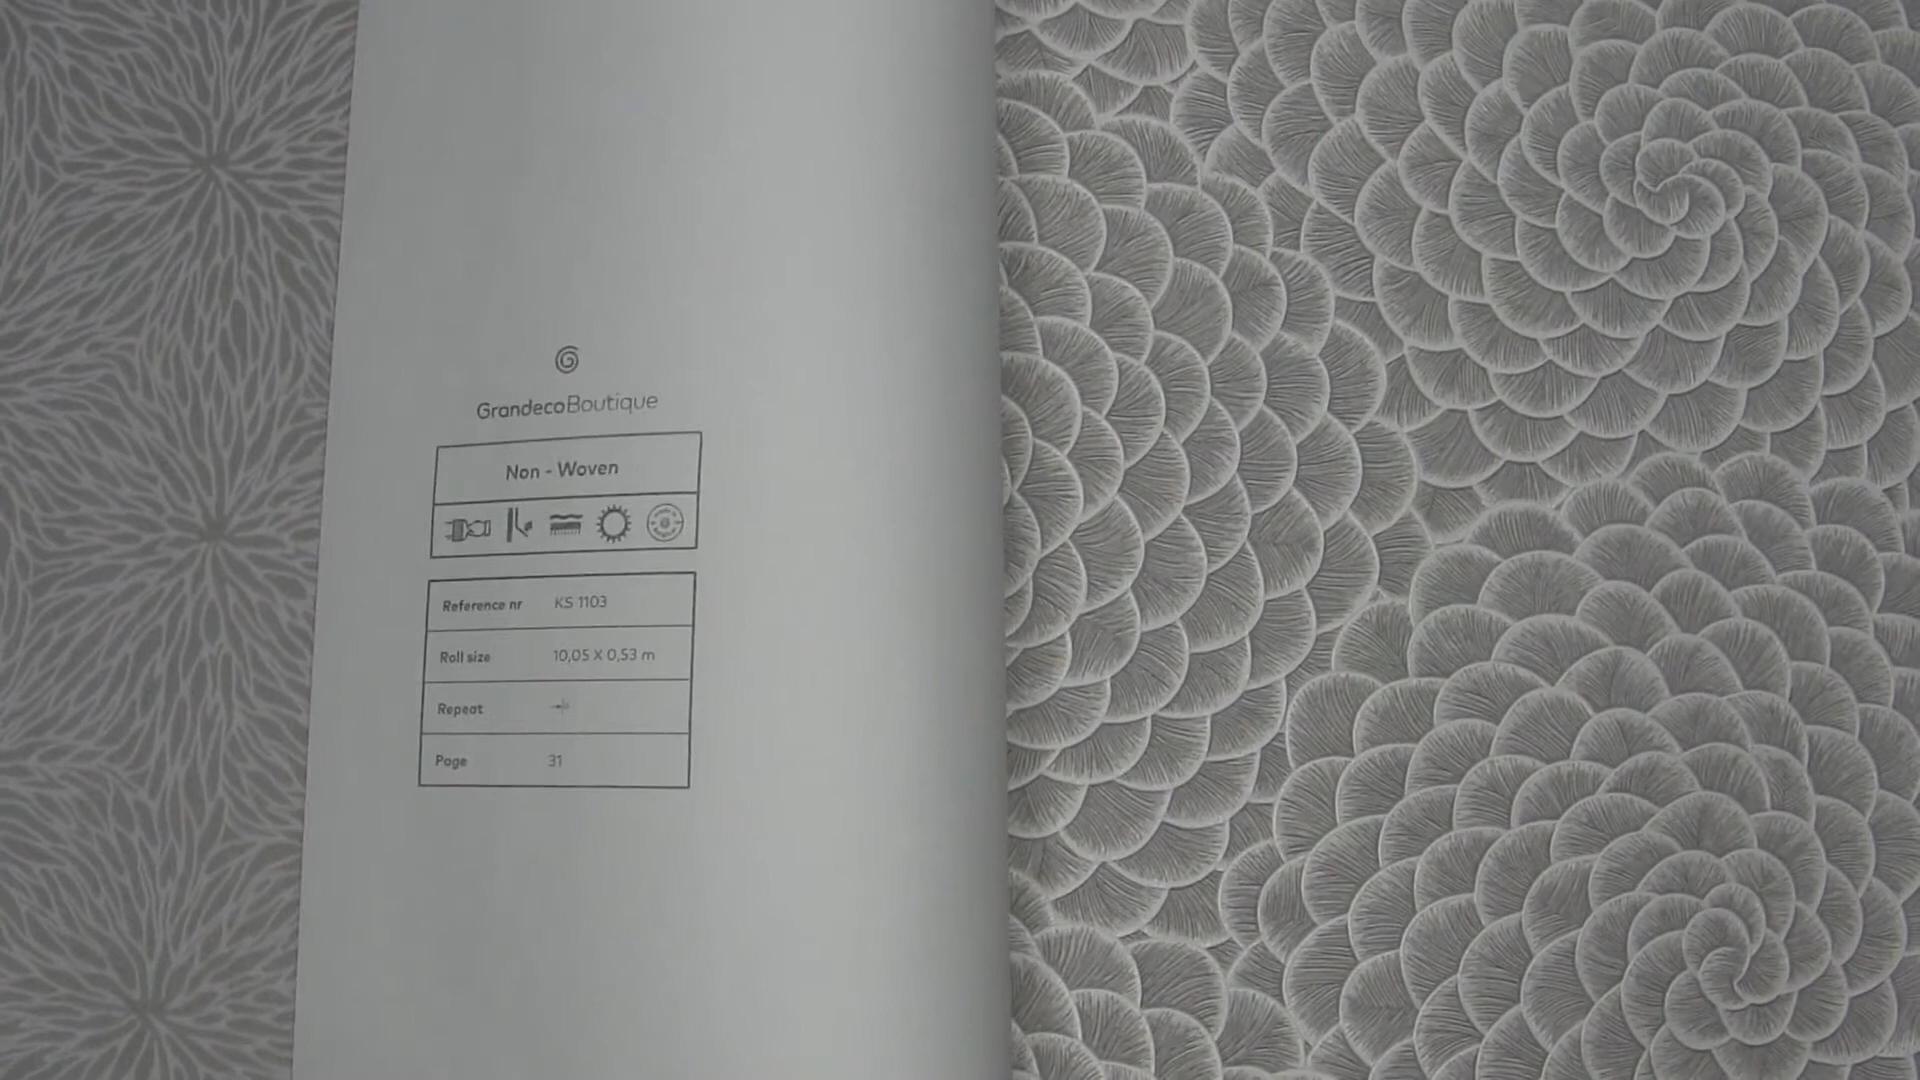 GrandecoBoutique
Non - Woven
Reference nr KS 1103
Roll size 10,05 X 0,53 m
Repeat
Page 31